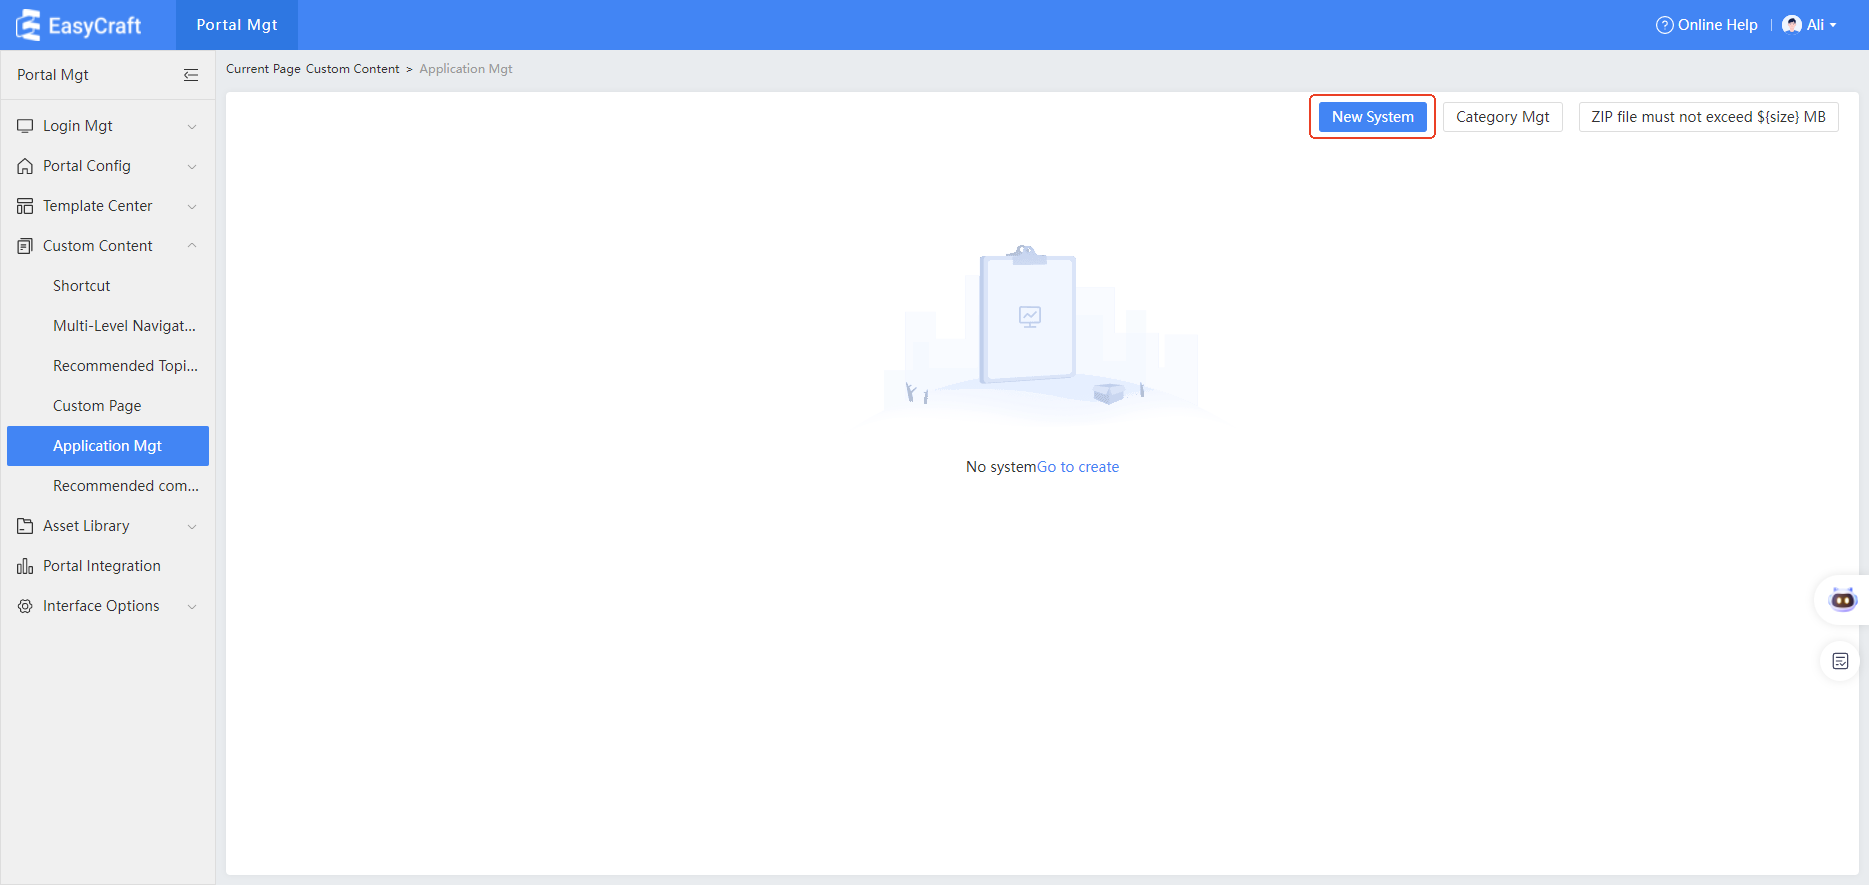 EasyCraft
Portal Mgt
Online Help
Ali
Portal Mgt
Current Page Custom Content > Application Mgt
New System
Category Mgt
ZIP file must not exceed ${size} MB
Login Mgt
Portal Config
Template Center
Custom Content
Shortcut
Multi-Level Navigat...
Recommended Topi...
Custom Page
Application Mgt
Recommended com...
Asset Library
Portal Integration
Interface Options
No systemGo to create